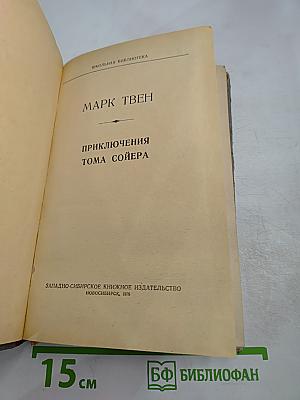 ШКОЛЬНАЯ БИБЛИОТЕКА
МАРК ТВЕН
ПРИКЛЮЧЕНИЯ
ТОМА СОЙЕРА
ЗАПАДНО-СИБИРСКОЕ КНИЖНОЕ ИЗДАТЕЛЬСТВО
НОВОСИБИРСК,
15 см
БФ БИБЛИОФАН